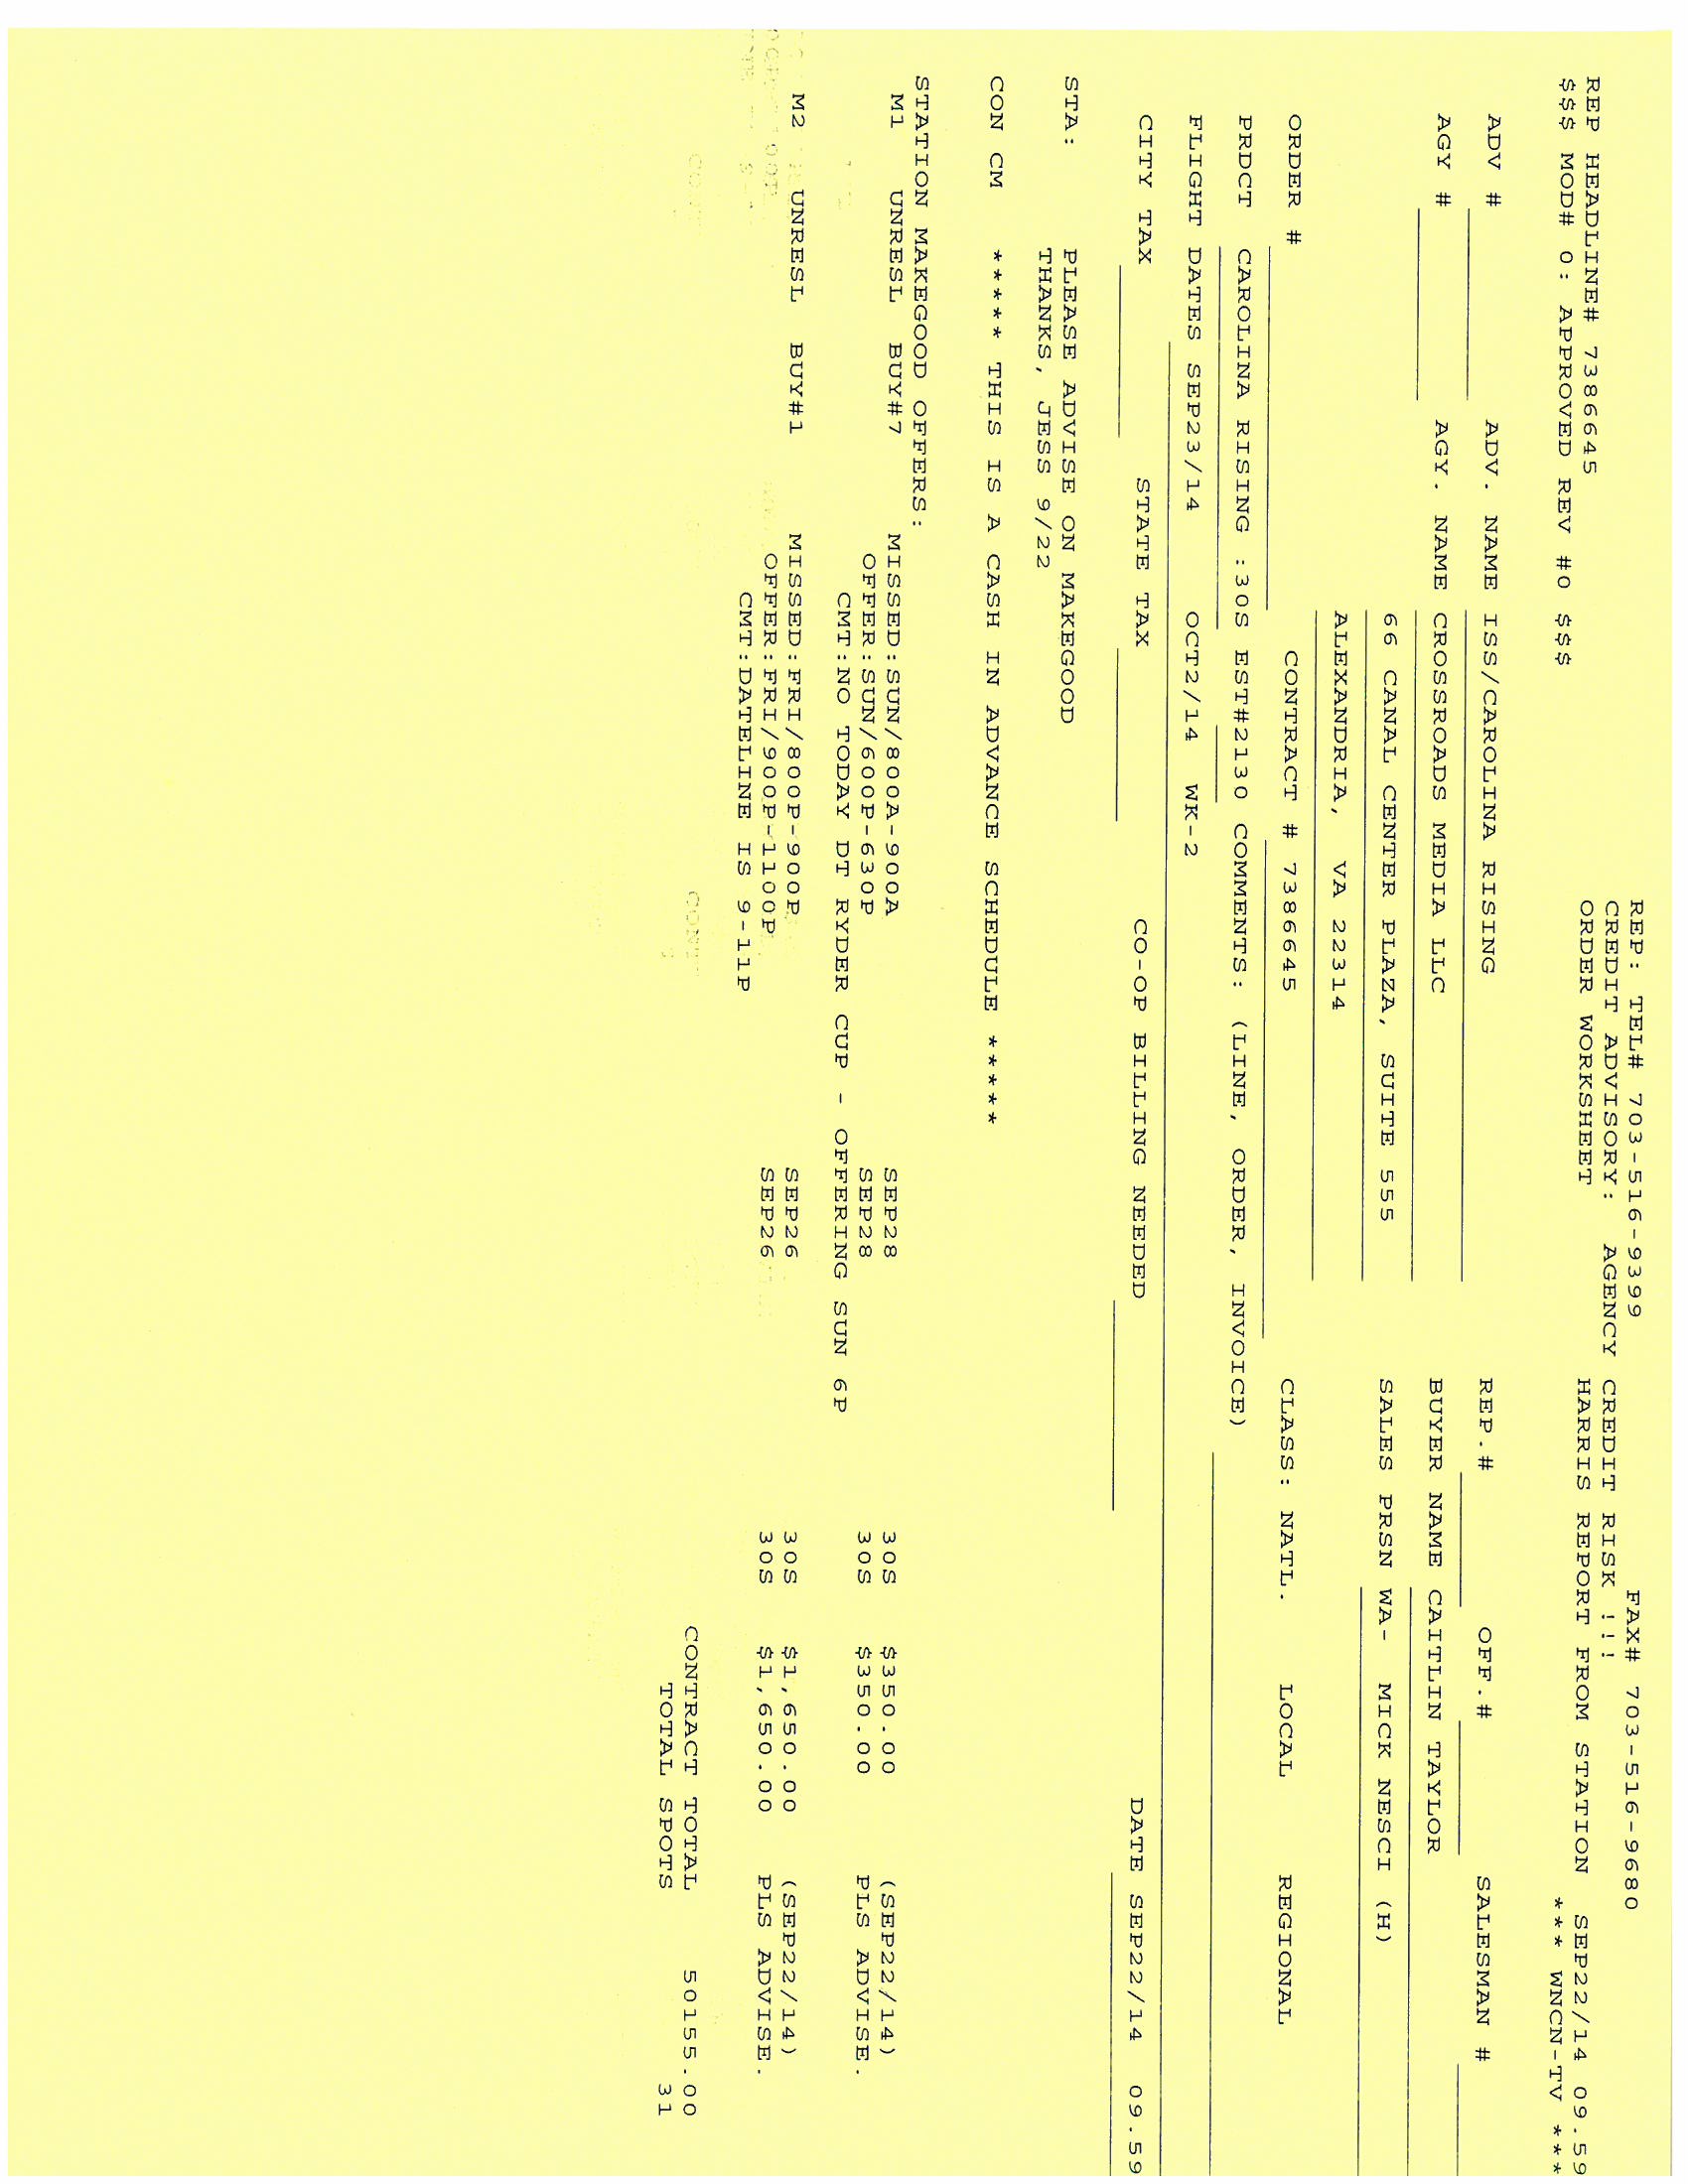 REP: TEL# 703-516-9399 FAX# 703-516-9680
CREDIT ADVISORY: AGENCY CREDIT RISK !!!
REP HEADLINE# 7386645 ORDER WORKSHEET HARRIS REPORT FROM STATION SEP22/14 09.59
$$$ MOD# 0: APPROVED REV #0 $$$ *** WNCN-TV ***
ADV # ADV. NAME ISS/CAROLINA RISING REP.# OFF.# SALESMAN #
AGY # AGY. NAME CROSSROADS MEDIA LLC BUYER NAME CAITLIN TAYLOR
66 CANAL CENTER PLAZA, SUITE 555 SALES PRSN WA- MICK NESCI (H)
ALEXANDRIA, VA 22314
ORDER # CONTRACT # 7386645 CLASS: NATL. LOCAL REGIONAL
PRDCT CAROLINA RISING :30S EST#2130 COMMENTS: (LINE, ORDER, INVOICE)
FLIGHT DATES SEP23/14 OCT2/14 WK-2
CITY TAX STATE TAX CO-OP BILLING NEEDED DATE SEP22/14 09.59
STA: PLEASE ADVISE ON MAKEGOOD
THANKS, JESS 9/22
CON CM ***** THIS IS A CASH IN ADVANCE SCHEDULE *****
STATION MAKEGOOD OFFERS:
M1 UNRESL BUY#7 MISSED:SUN/800A-900A SEP28 30S $350.00 (SEP22/14)
OFFER:SUN/600P-630P SEP28 30S $350.00 PLS ADVISE.
CMT:NO TODAY DT RYDER CUP - OFFERING SUN 6P
M2 UNRESL BUY#1 MISSED:FRI/800P-900P SEP26 30S $1,650.00 (SEP22/14)
OFFER:FRI/900P-1100P SEP26 30S $1,650.00 PLS ADVISE.
CMT:DATELINE IS 9-11P
CONTRACT TOTAL 50155.00
TOTAL SPOTS 31